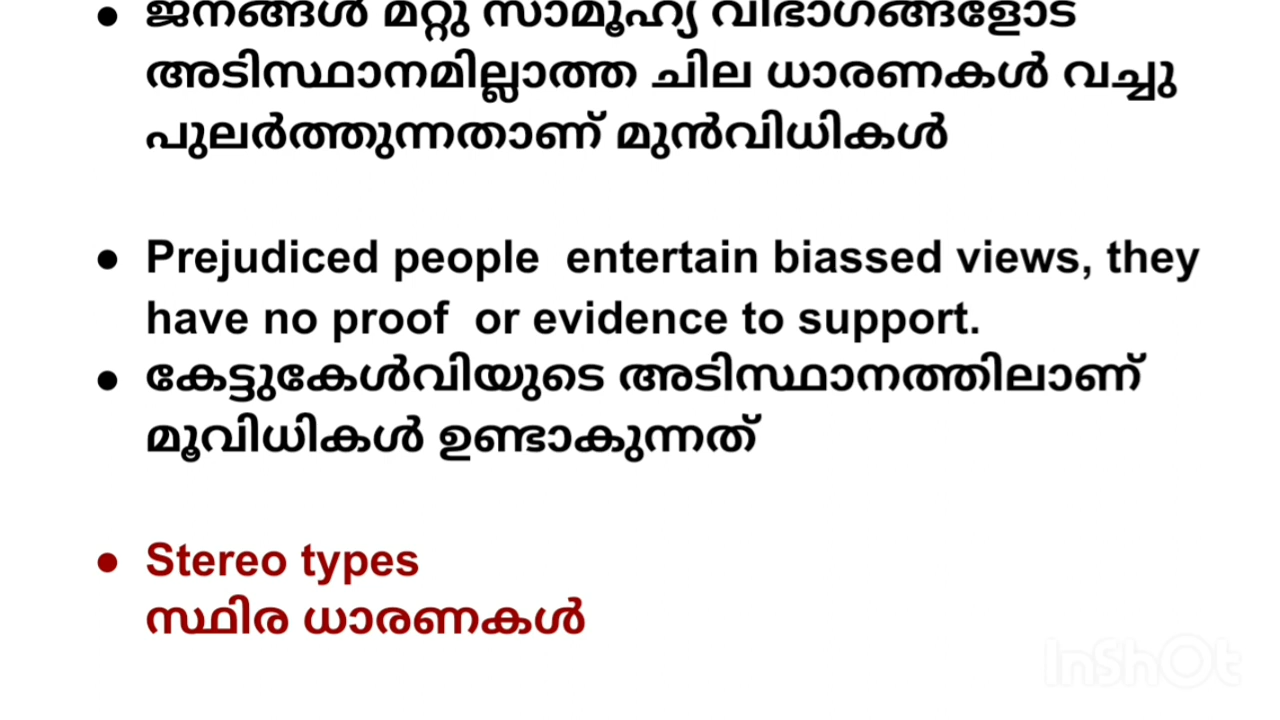 ● ജനങ്ങൾ മറ്റു സാമൂഹ്യ വിഭാഗങ്ങളോട്
അടിസ്ഥാനമില്ലാത്ത ചില ധാരണകൾ വച്ചു
പുലർത്തുന്നതാണ് മുൻവിധികൾ
● Prejudiced people entertain biassed views, they
have no proof or evidence to support.
● കേട്ടുകേൾവിയുടെ അടിസ്ഥാനത്തിലാണ്
മൂവിധികൾ ഉണ്ടാകുന്നത്
● Stereo types
സ്ഥിര ധാരണകൾ
InShOt